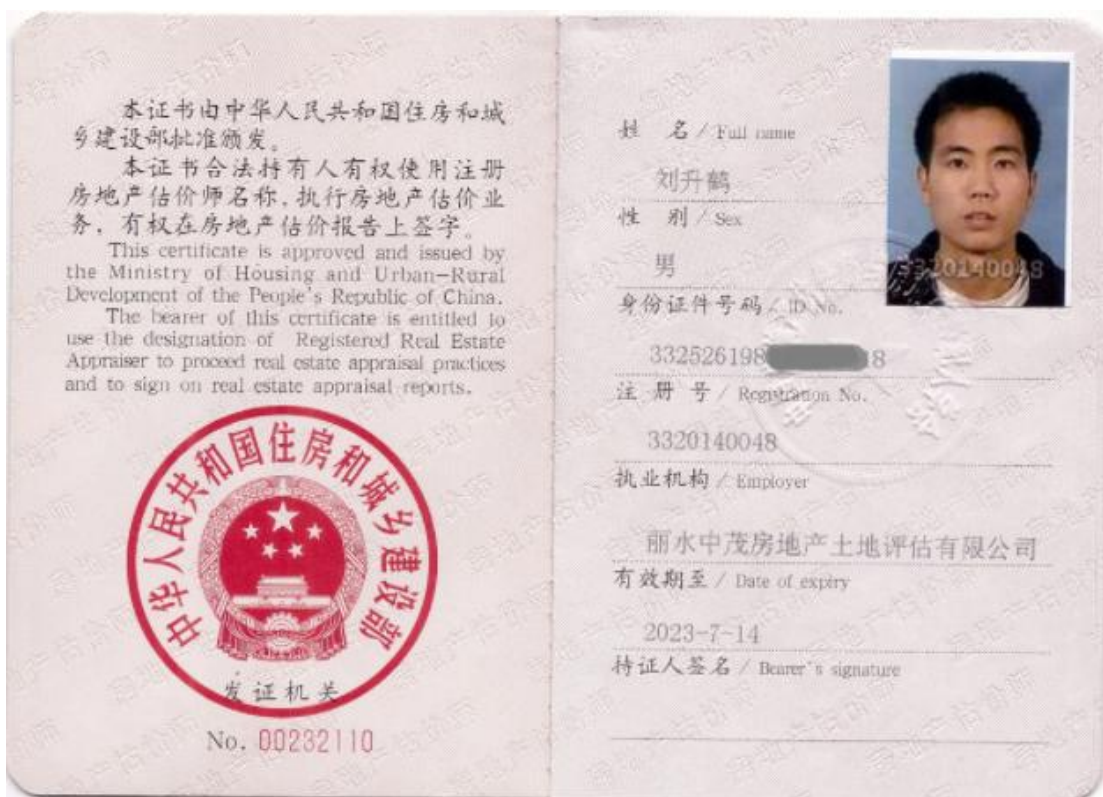 本证书由中华人民共和国住房和城
乡建设部批准颁发。
本证书合法持有人有权使用注册
房地产估价师名称，执行房地产估价业
务，有权在房地产估价报告上签字。
This certificate is approved and issued by
the Ministry of Housing and Urban-Rural
Development of the People's Republic of China.
The bearer of this certificate is entitled to
use the designation of Registered Real Estate
Appraiser to proceed real estate appraisal practices
and to sign on real estate appraisal reports.
中华人民共和国住房和城乡建设部
发证机关
No. 00232110
姓 名/Full name
刘升鹤
性 别/Sex
男
身份证件号码/ID No.
332526198 8
注 册 号/Registration No.
3320140048
执业机构/Employer
丽水中茂房地产土地评估有限公司
有效期至/Date of expiry
2023-7-14
持证人签名/Bearer's signature
3320140048